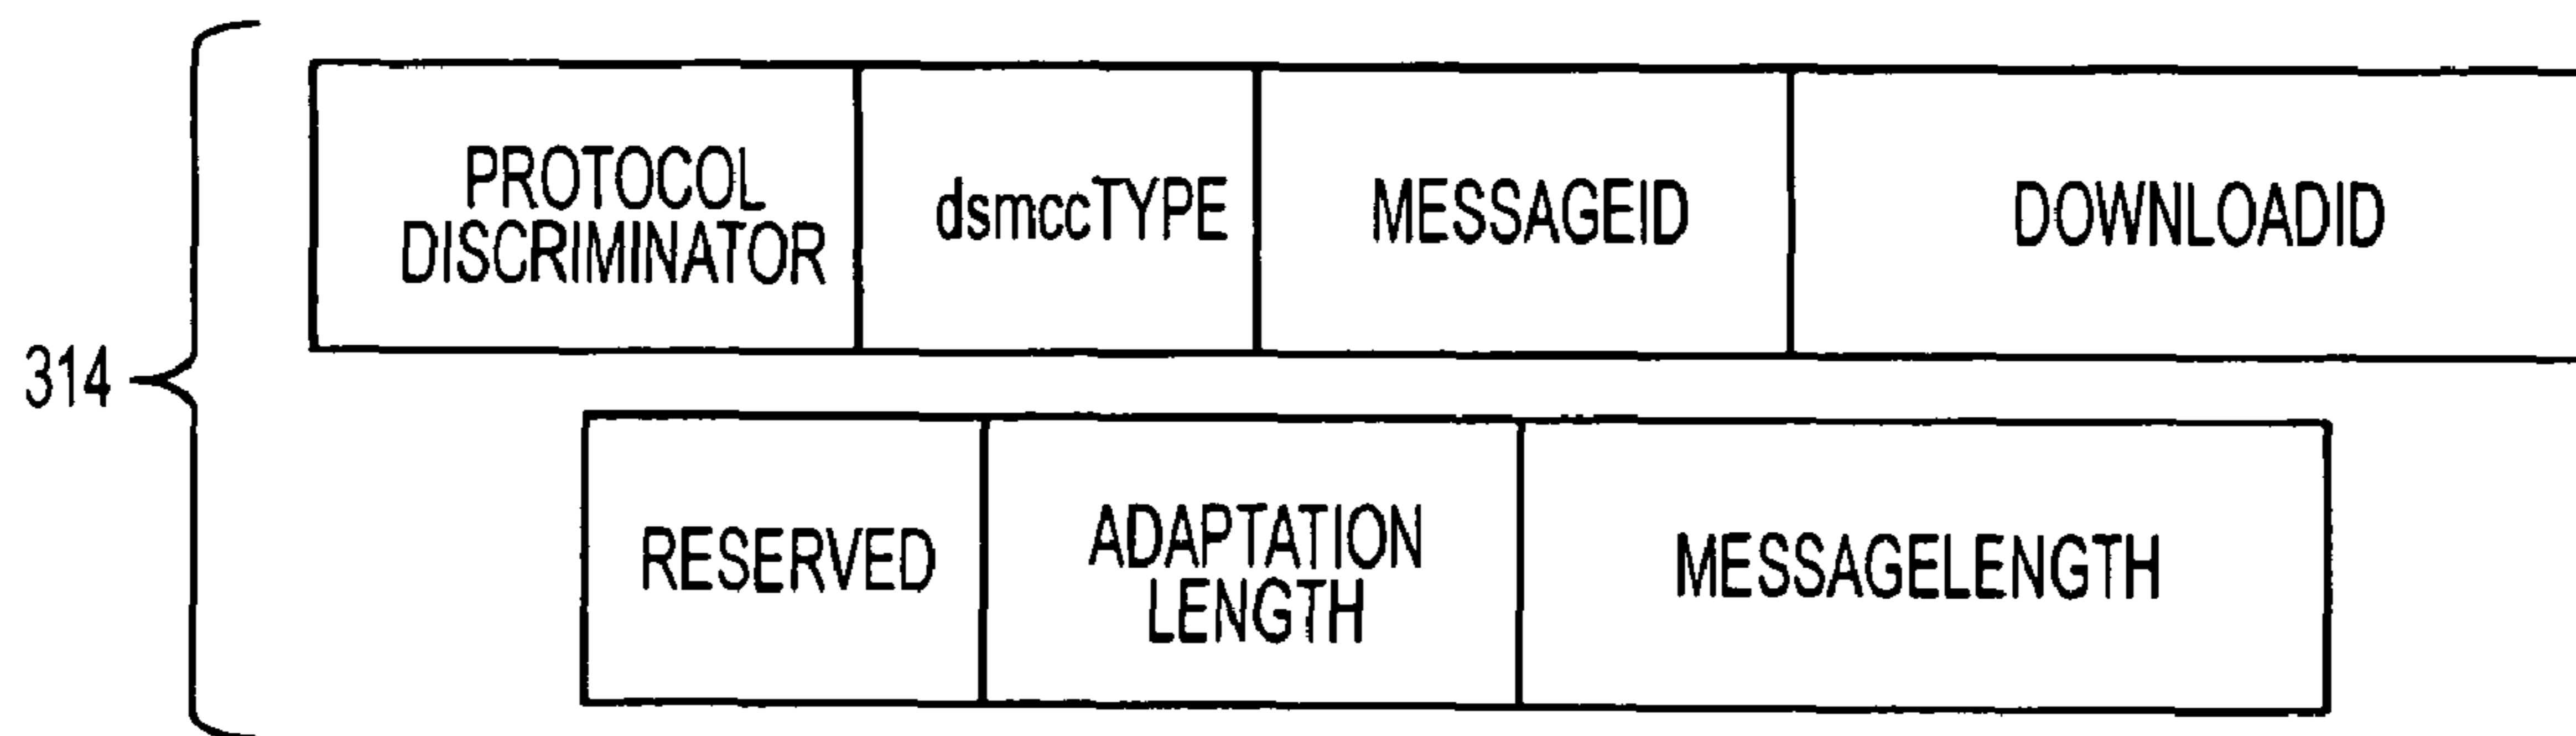 PROTOCOL
DISCRIMINATOR
dsmccTYPE
MESSAGEID
DOWNLOADID
314
RESERVED
ADAPTATION
LENGTH
MESSAGELENGTH